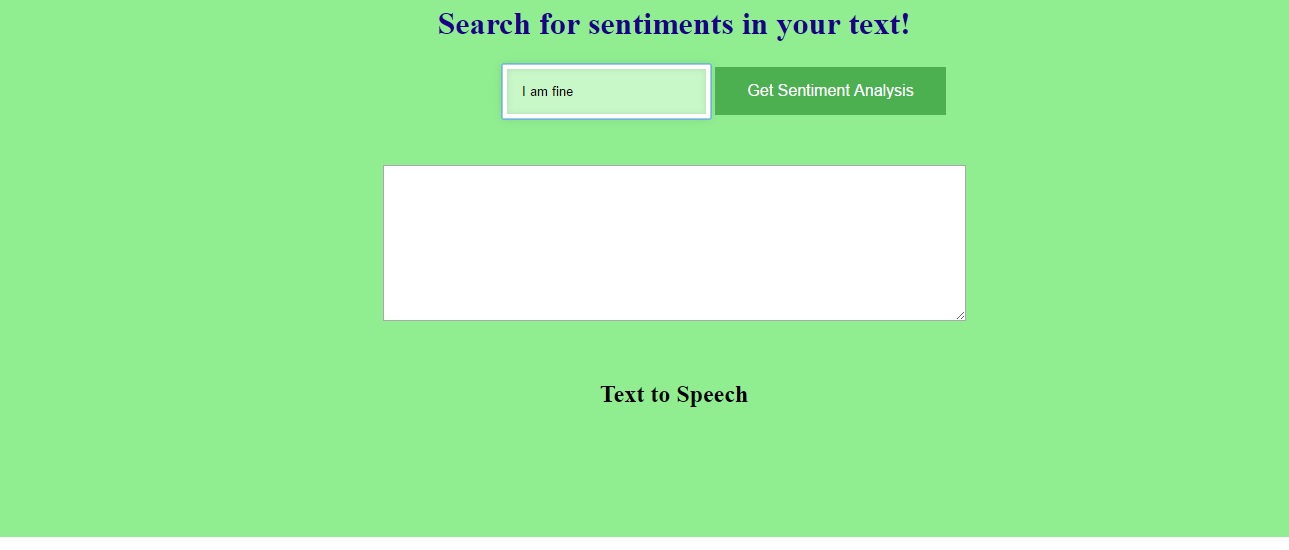 Search for sentiments in your text!
I am fine
Get Sentiment Analysis
Text to Speech